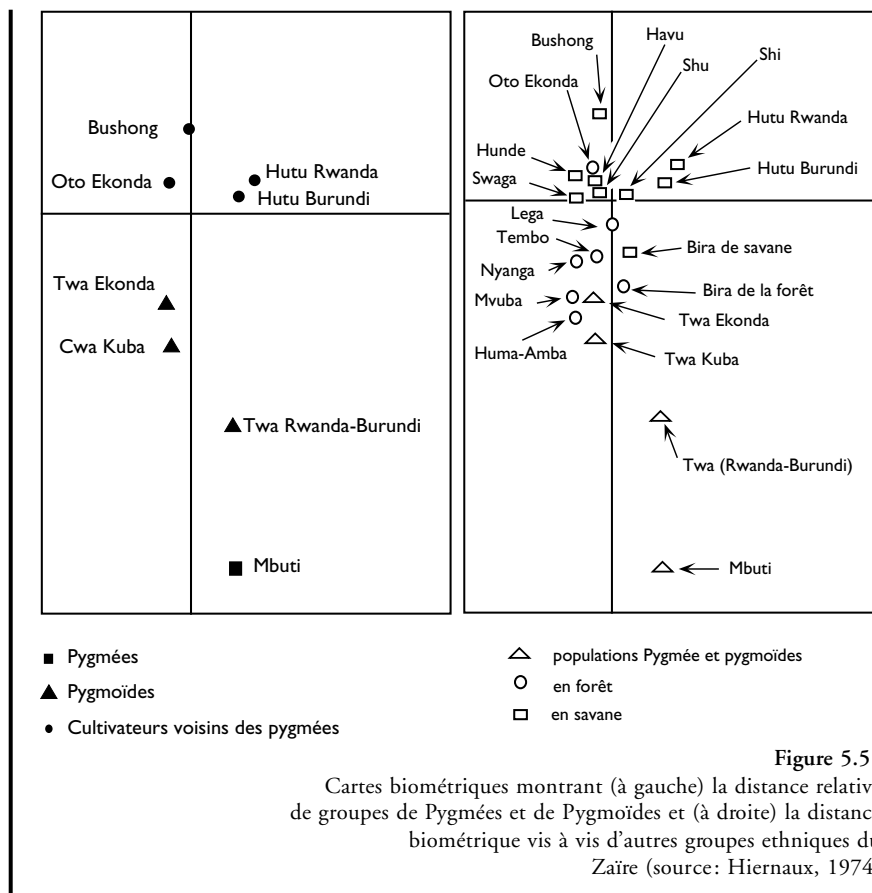 Bushong
Oto Ekonda
Hutu Rwanda
Hutu Burundi
Twa Ekonda
Cwa Kuba
Twa Rwanda-Burundi
Mbuti
Bushong
Havu
Oto Ekonda
Shu
Shi
Hunde
Hutu Rwanda
Swaga
Hutu Burundi
Lega
Tembo
Bira de savane
Nyanga
Bira de la forêt
Mvuba
Twa Ekonda
Huma-Amba
Twa Kuba
Twa (Rwanda-Burundi)
Mbuti
Pygmées
Pygmoïdes
Cultivateurs voisins des pygmées
populations Pygmée et pygmoïdes
en forêt
en savane
Figure 5.5
Cartes biométriques montrant (à gauche) la distance relativ
de groupes de Pygmées et de Pygmoïdes et (à droite) la distanc
biométrique vis à vis d'autres groupes ethniques du
Zaïre (source: Hiernaux, 1974